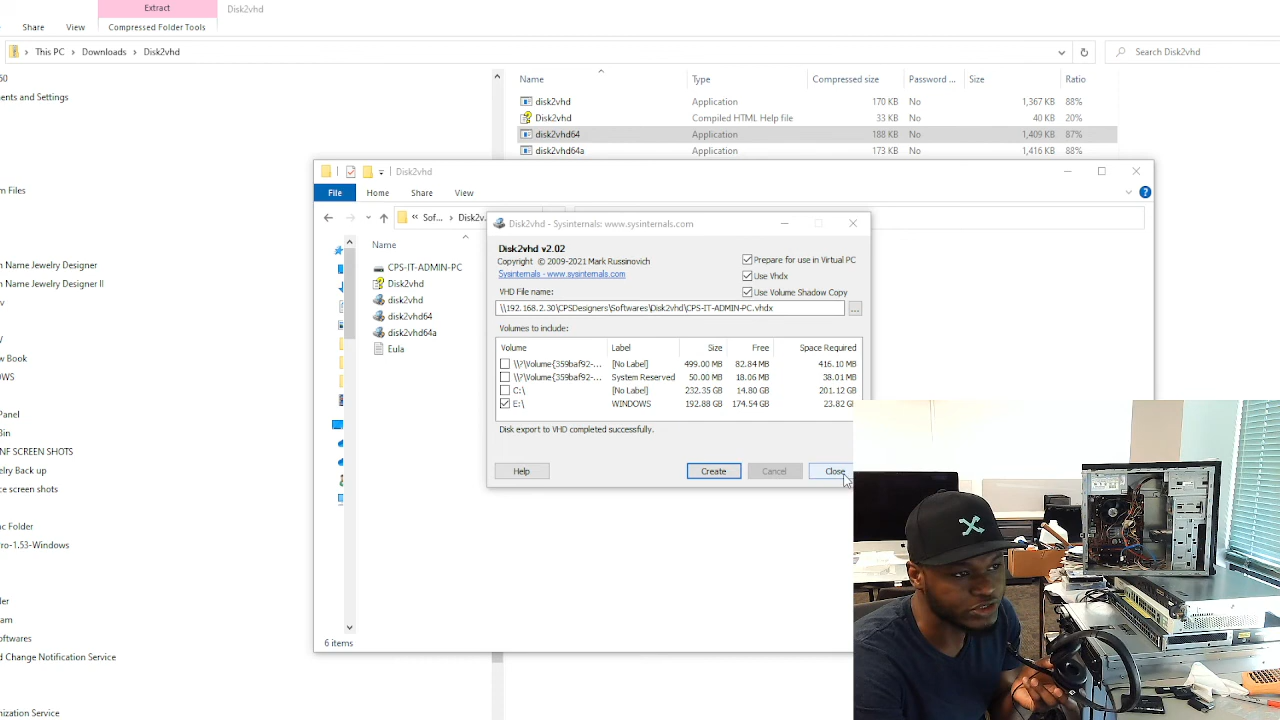 Extract
Disk2vhd
Share
View
Compressed Folder Tools
This PC > Downloads > Disk2vhd
Search Disk2vhd
Name
Type
Compressed size
Password ...
Size
Ratio
disk2vhd Application 170 KB No 1,367 KB 88%
Disk2vhd Compiled HTML Help file 33 KB No 40 KB 20%
disk2vhd64 Application 188 KB No 1,409 KB 87%
disk2vhd64a Application 173 KB No 1,416 KB 88%
50
ents and Settings
m Files
n Name Jewelry Designer
n Name Jewelry Designer II
w Book
WS
Panel
Bin
NF SCREEN SHOTS
elry Back up
ce screen shots
c Folder
ro-1.53-Windows
der
am
oftwares
d Change Notification Service
nization Service
Disk2vhd
File
Home
Share
View
« Sof... > Disk2v
Name
CPS-IT-ADMIN-PC
Disk2vhd
disk2vhd
disk2vhd64
disk2vhd64a
Eula
6 items
Disk2vhd - Sysinternals: www.sysinternals.com
Disk2vhd v2.02
Copyright © 2009-2021 Mark Russinovich
Sysinternals - www.sysinternals.com
Prepare for use in Virtual PC
Use Vhdx
Use Volume Shadow Copy
VHD File name:
\\192.168.2.30\CPSDesigners\Softwares\Disk2vhd\CPS-IT-ADMIN-PC.vhdx
...
Volumes to include:
Volume Label Size Free Space Required
\\?\Volume{359baf92-... [No Label] 499.00 MB 82.84 MB 416.10 MB
\\?\Volume{359baf92-... System Reserved 50.00 MB 18.06 MB 38.01 MB
C:\ [No Label] 232.35 GB 14.80 GB 201.12 GB
E:\ WINDOWS 192.88 GB 174.54 GB 23.82 GB
Disk export to VHD completed successfully.
Help
Create
Cancel
Close